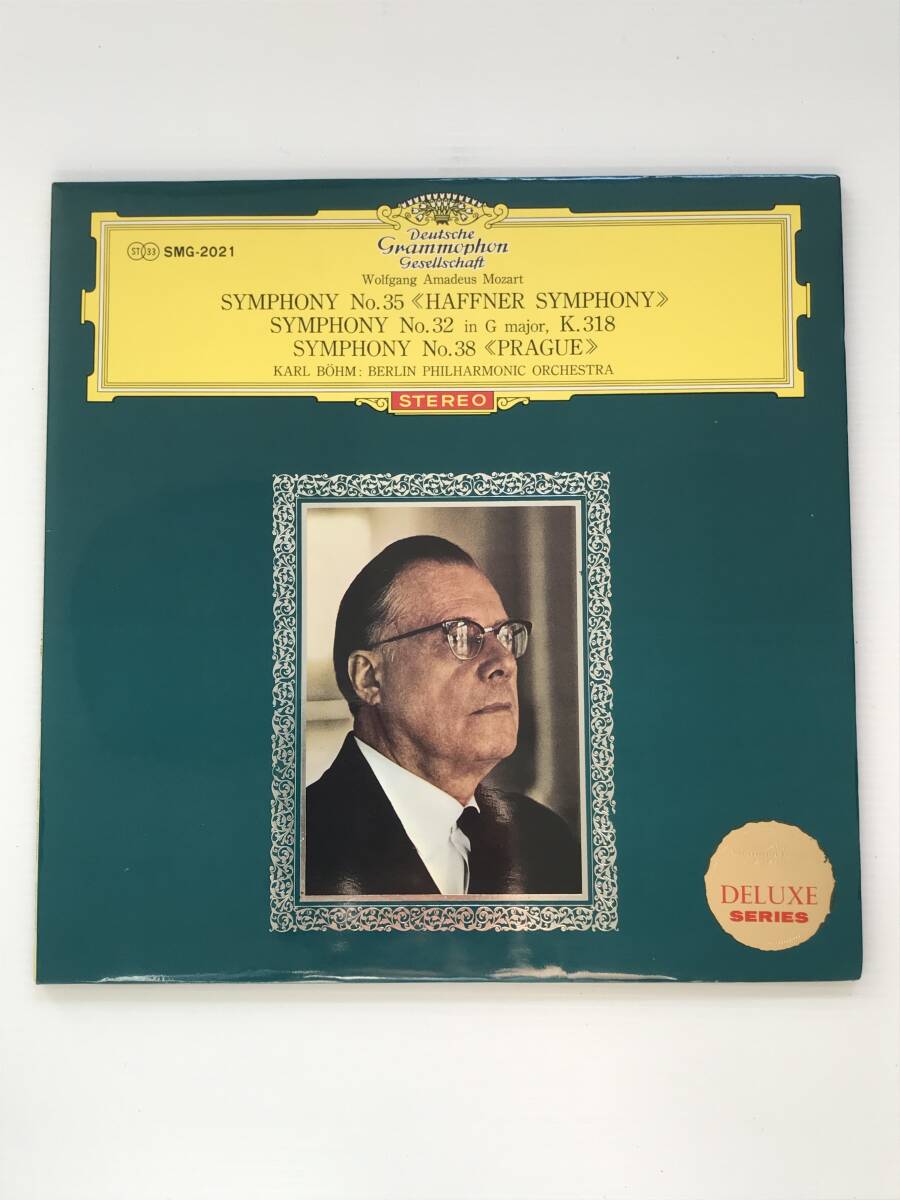 Deutsche
Grammophon
Gesellschaft
ST 33 SMG-2021
Wolfgang Amadeus Mozart
SYMPHONY No.35 《HAFFNER SYMPHONY》
SYMPHONY No.32 in G major, K.318
SYMPHONY No.38 《PRAGUE》
KARL BÖHM: BERLIN PHILHARMONIC ORCHESTRA
STEREO
DELUXE
SERIES